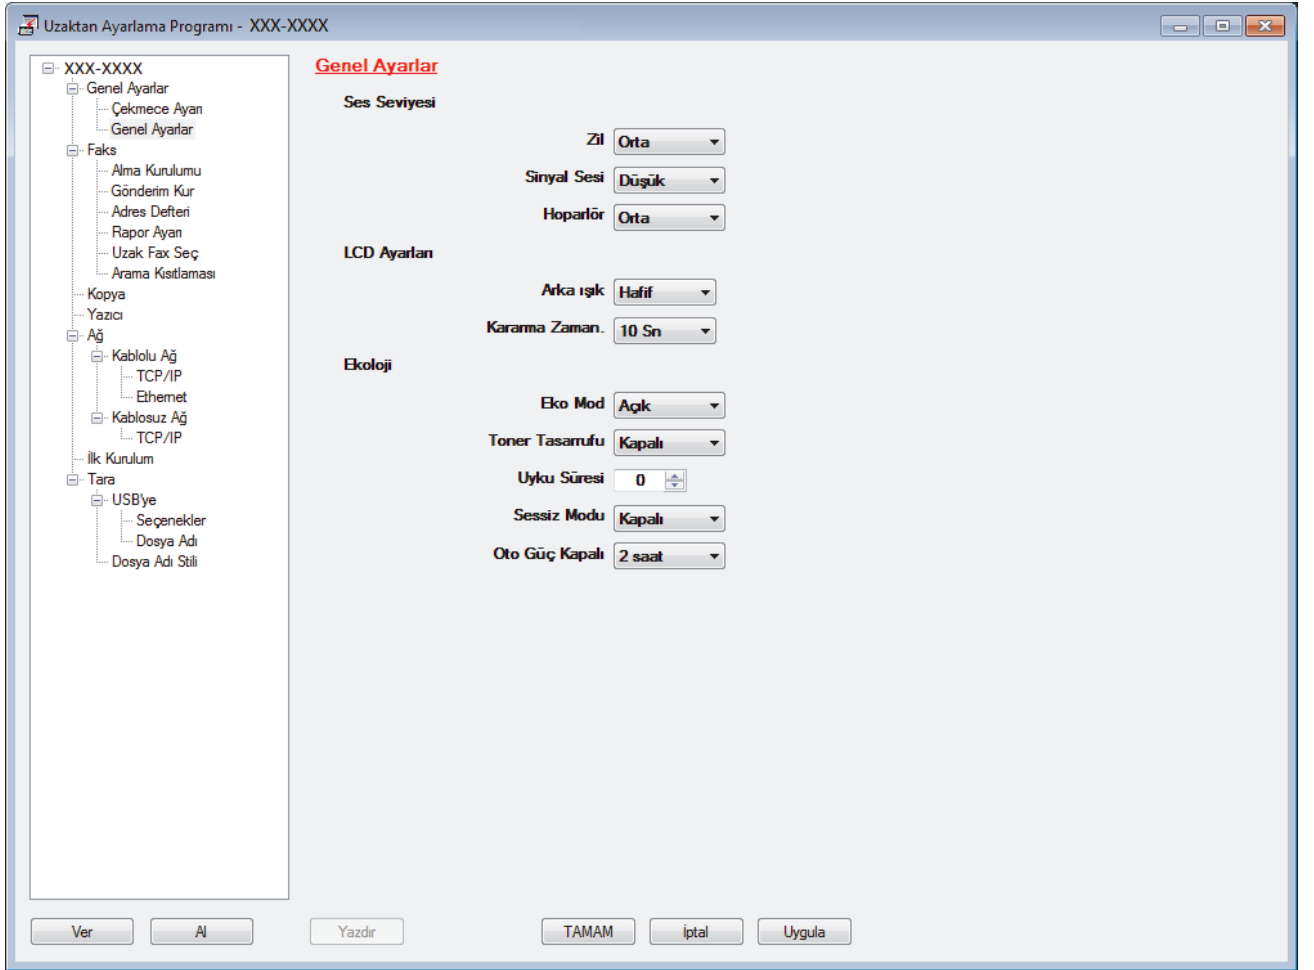 Uzaktan Ayarlama Programı - XXX-XXXX
XXX-XXXX
Genel Ayarlar
Çekmece Ayarı
Genel Ayarlar
Faks
Alma Kurulumu
Gönderim Kur
Adres Defteri
Rapor Ayarı
Uzak Fax Seç
Arama Kısıtlaması
Kopya
Yazıcı
Ağ
Kablolu Ağ
TCP/IP
Ethernet
Kablosuz Ağ
TCP/IP
İlk Kurulum
Tara
USB'ye
Seçenekler
Dosya Adı
Dosya Adı Stili
Genel Ayarlar
Ses Seviyesi
Zil Orta
Sinyal Sesi Düşük
Hoparlör Orta
LCD Ayarları
Arka ışık Hafif
Kararma Zaman. 10 Sn
Ekoloji
Eko Mod Açık
Toner Tasarrufu Kapalı
Uyku Süresi 0
Sessiz Modu Kapalı
Oto Güç Kapalı 2 saat
Ver Al Yazdır TAMAM İptal Uygula